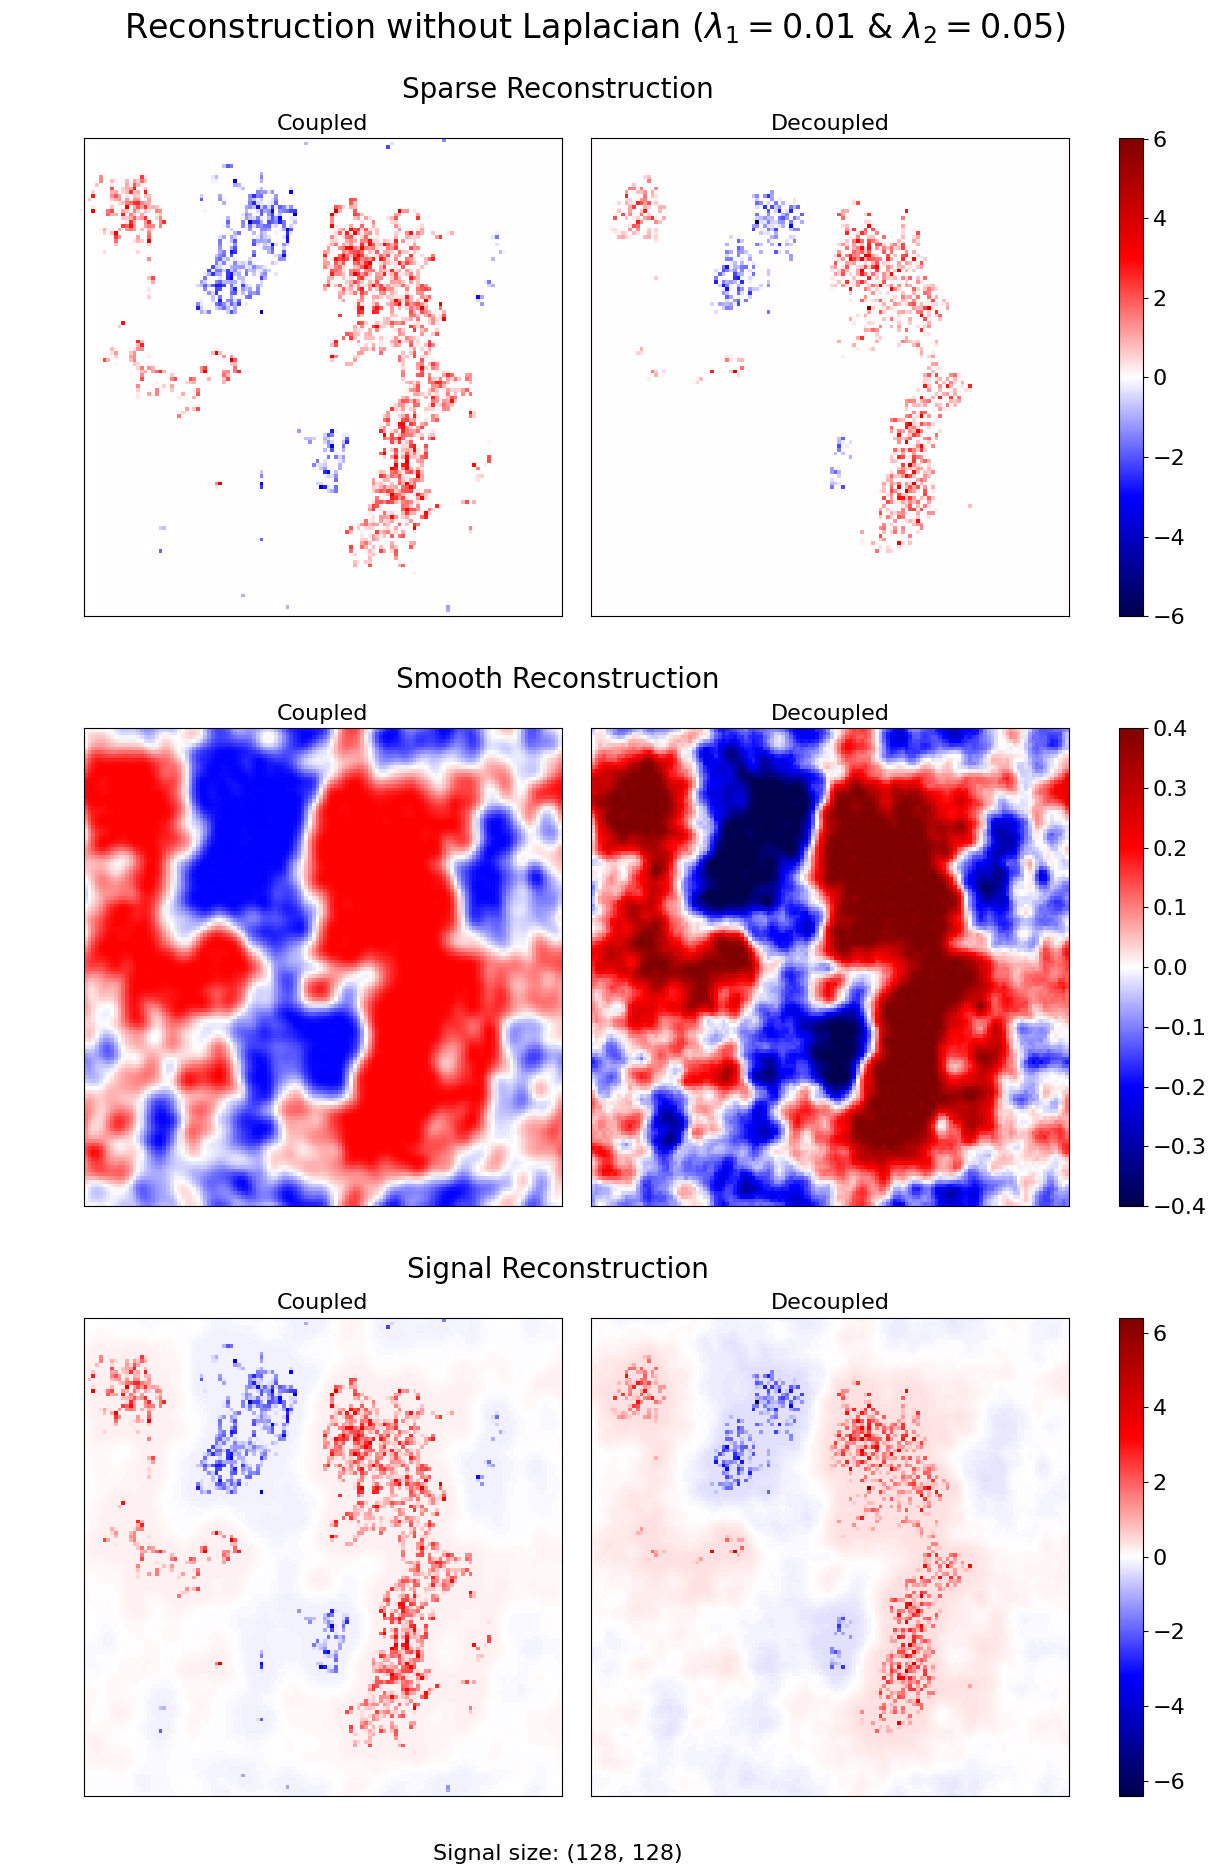 Reconstruction without Laplacian (λ₁ = 0.01 & λ₂ = 0.05)
Sparse Reconstruction
Coupled
Decoupled
6
4
2
0
−2
−4
−6
Smooth Reconstruction
Coupled
Decoupled
0.4
0.3
0.2
0.1
0.0
−0.1
−0.2
−0.3
−0.4
Signal Reconstruction
Coupled
Decoupled
6
4
2
0
−2
−4
−6
Signal size: (128, 128)